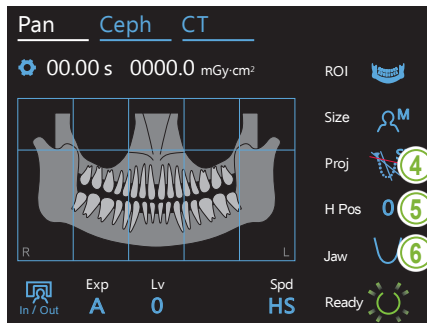 Pan Ceph CT
00.00 s 0000.0 mGy·cm²
ROI
Size M
Proj S 4
H Pos 0 5
Jaw 6
R L
Exp Lv Spd
In / Out A 0 HS
Ready